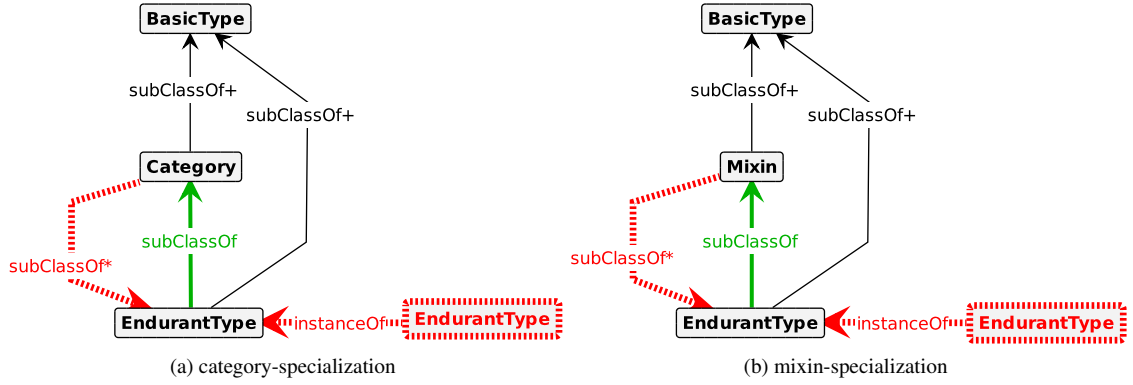 BasicType
subClassOf+
subClassOf+
Category
subClassOf
subClassOf*
EndurantType
instanceOf
EndurantType
(a) category-specialization
BasicType
subClassOf+
subClassOf+
Mixin
subClassOf
subClassOf*
EndurantType
instanceOf
EndurantType
(b) mixin-specialization